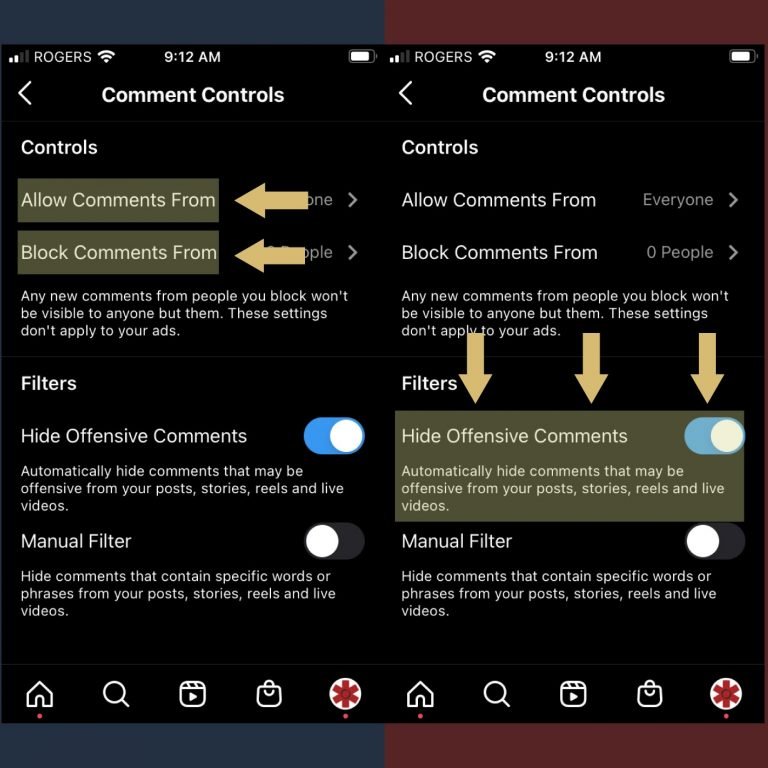 ROGERS 9:12 AM
Comment Controls
Controls
Allow Comments From one
Block Comments From People
Any new comments from people you block won't
be visible to anyone but them. These settings
don't apply to your ads.
Filters
Hide Offensive Comments
Automatically hide comments that may be
offensive from your posts, stories, reels and live
videos.
Manual Filter
Hide comments that contain specific words or
phrases from your posts, stories, reels and live
videos.
ROGERS 9:12 AM
Comment Controls
Controls
Allow Comments From Everyone
Block Comments From 0 People
Any new comments from people you block won't
be visible to anyone but them. These settings
don't apply to your ads.
Filters
Hide Offensive Comments
Automatically hide comments that may be
offensive from your posts, stories, reels and live
videos.
Manual Filter
Hide comments that contain specific words or
phrases from your posts, stories, reels and live
videos.